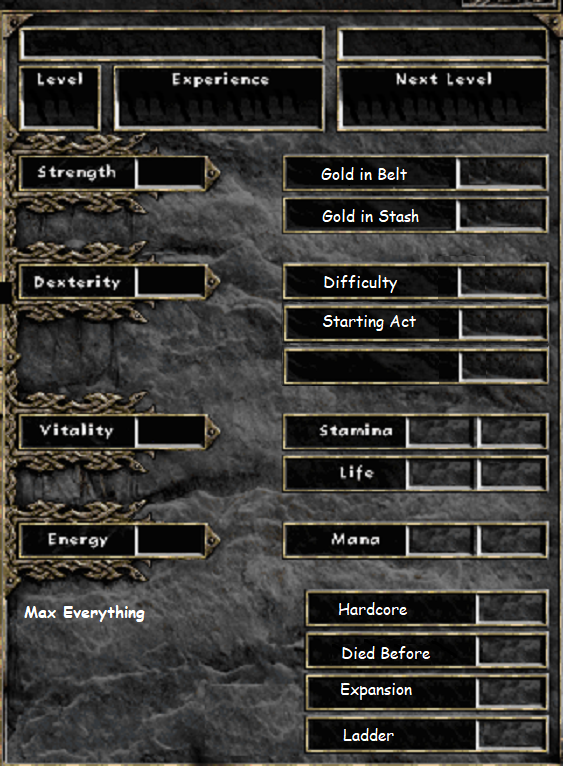 Level Experience Next Level
Strength Gold in Belt
Gold in Stash
Dexterity Difficulty
Starting Act
Vitality Stamina
Life
Energy Mana
Max Everything Hardcore
Died Before
Expansion
Ladder